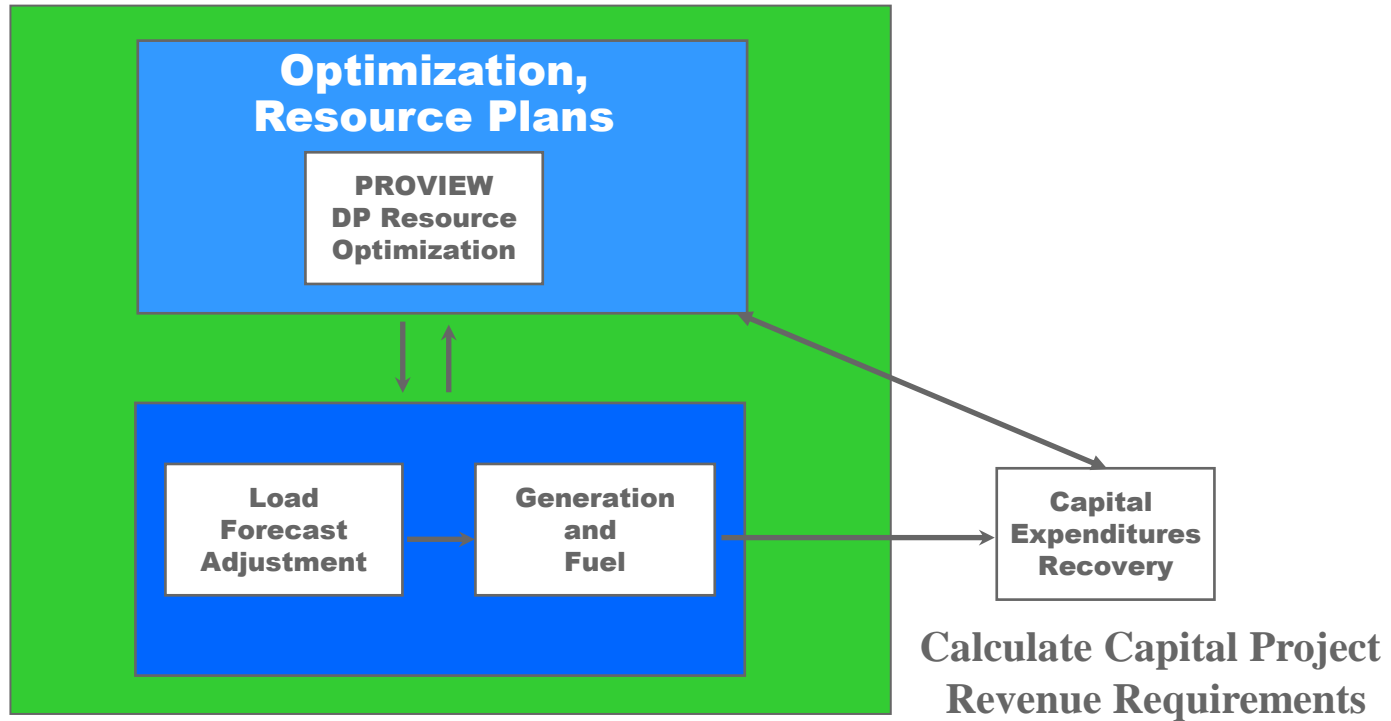 Optimization,
Resource Plans
PROVIEW
DP Resource
Optimization
Load
Forecast
Adjustment
Generation
and
Fuel
Capital
Expenditures
Recovery
Calculate Capital Project
Revenue Requirements